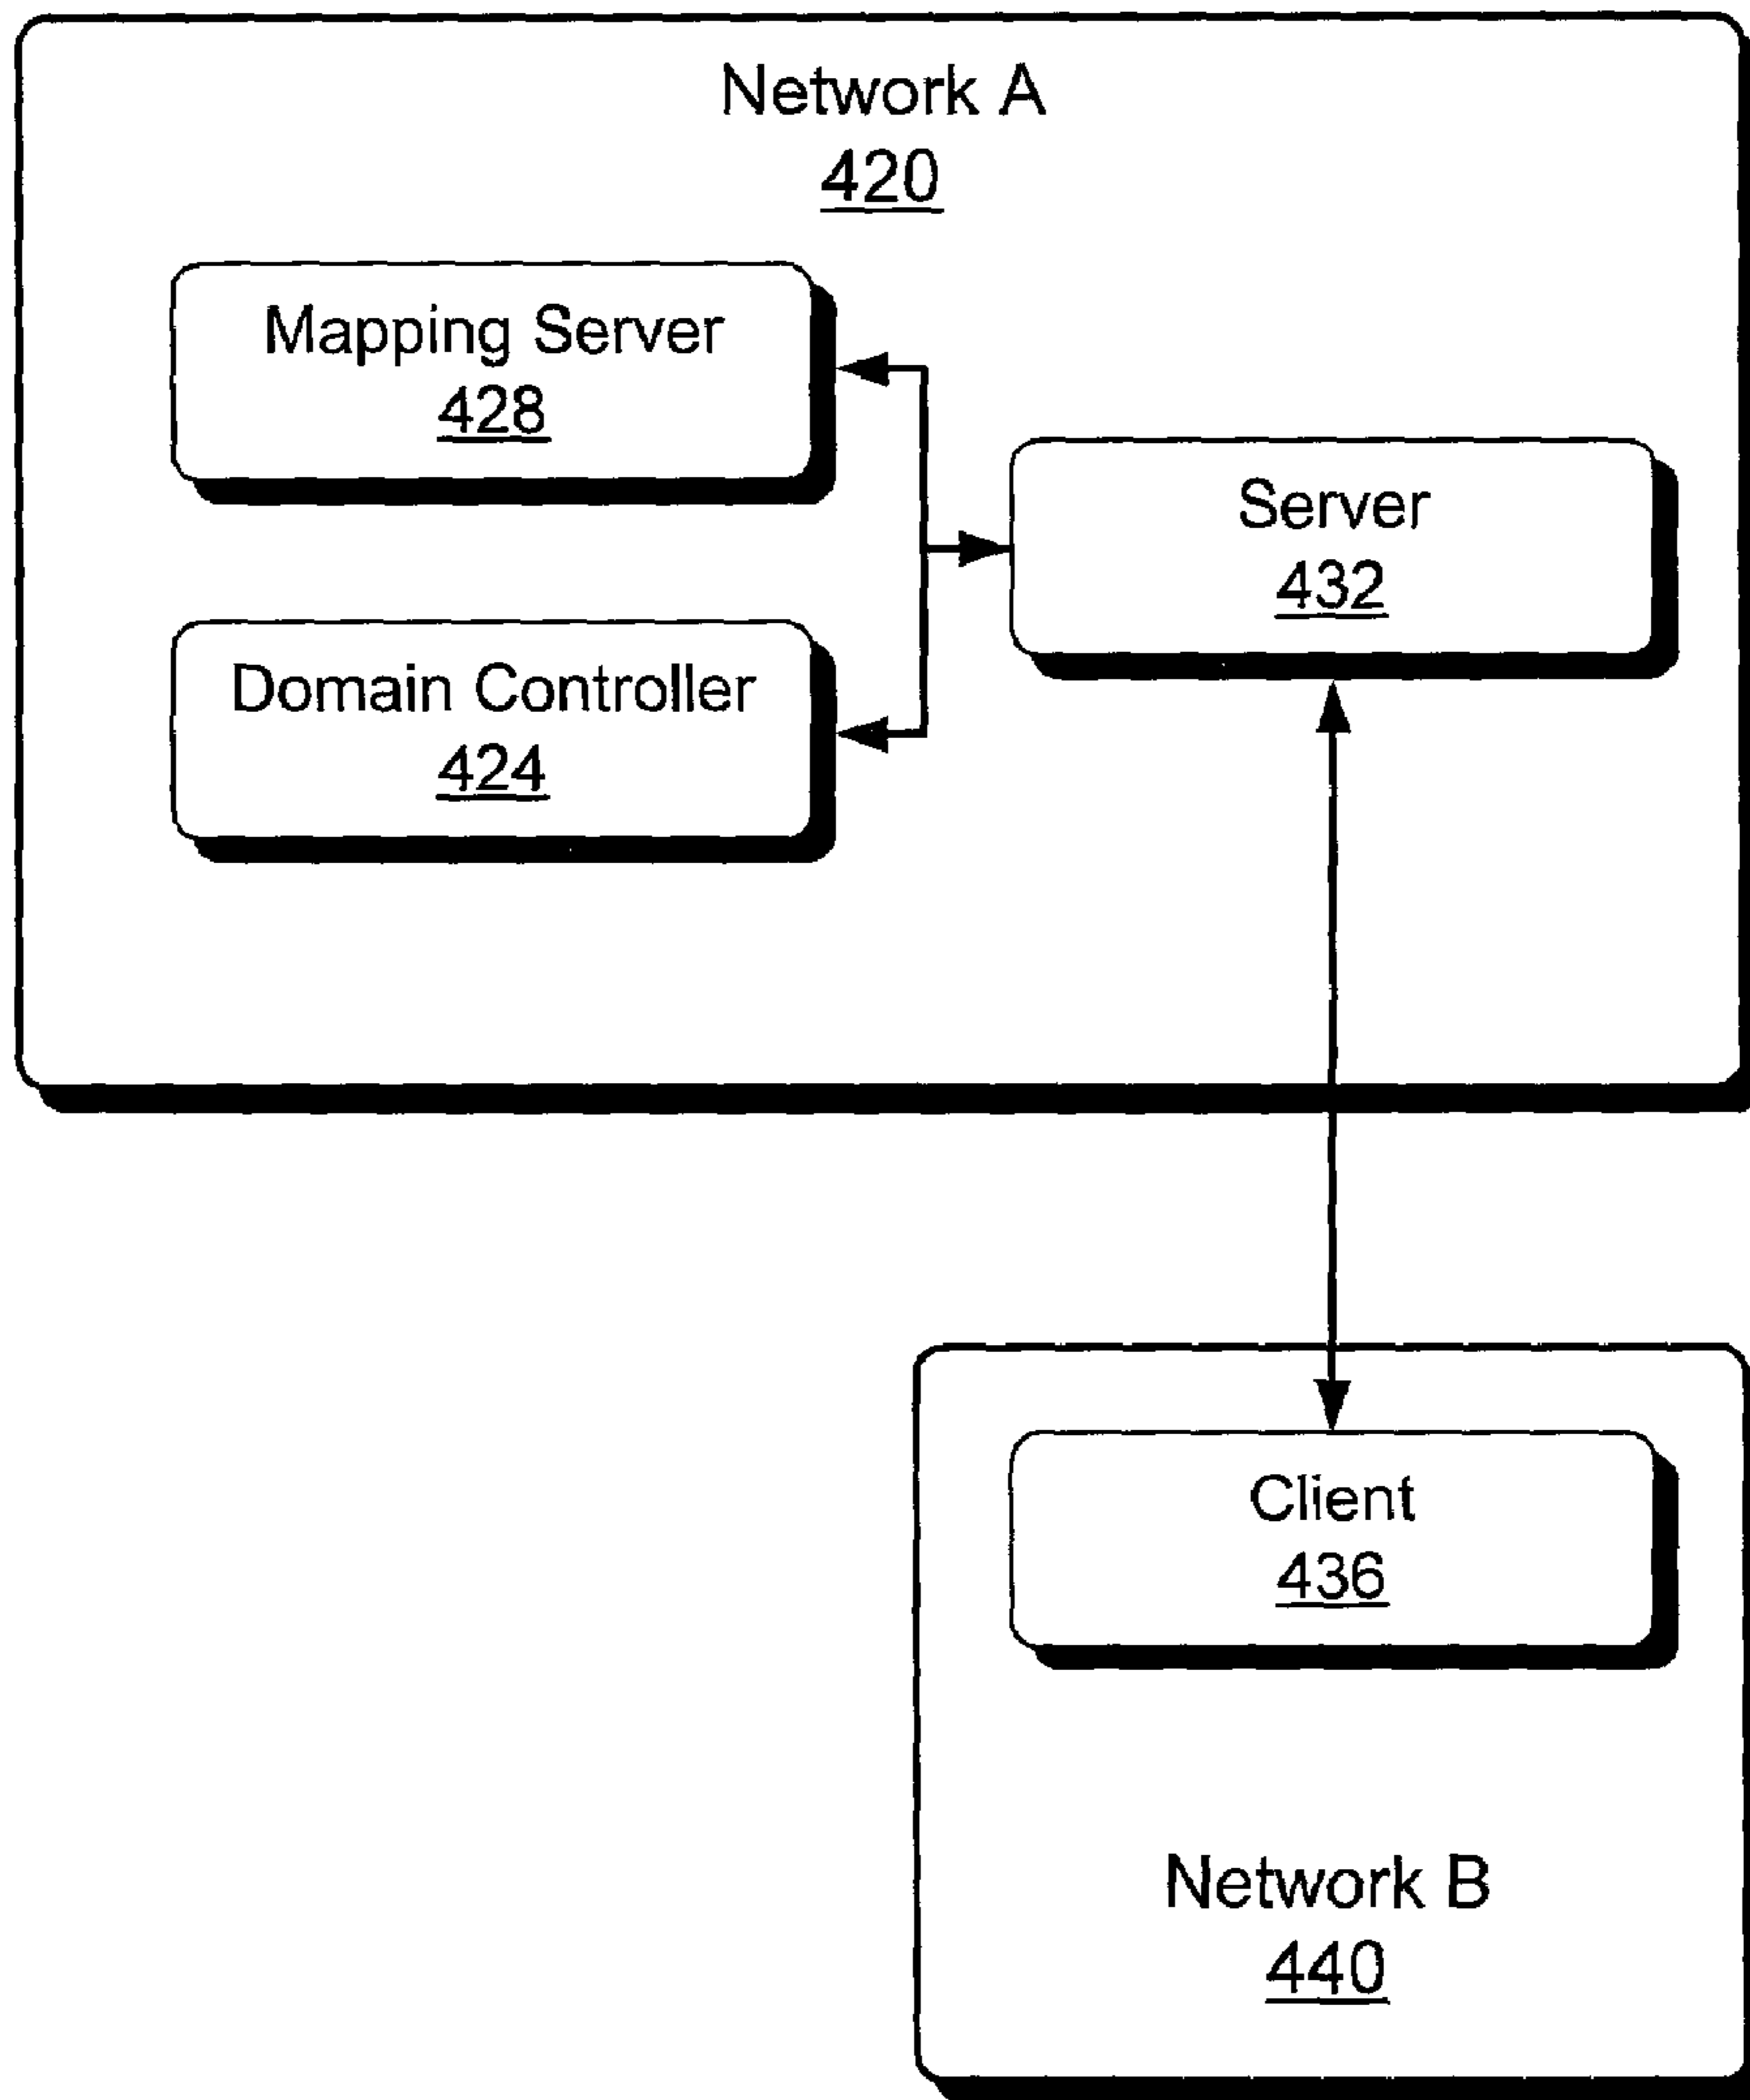 Network A
420
Mapping Server
428
Server
432
Domain Controller
424
Client
436
Network B
440